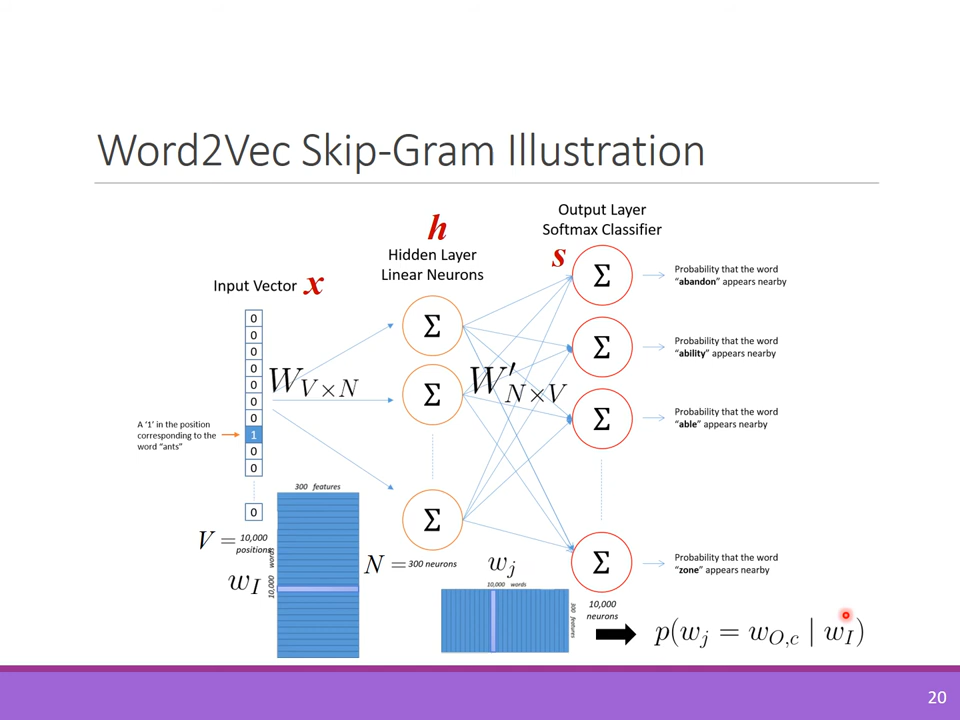 Word2Vec Skip-Gram Illustration
Output Layer
Softmax Classifier
h
s
Hidden Layer
Linear Neurons
Input Vector x
0
0
0
0
0
0
0
1
0
0
0
A ‘1’ in the position
corresponding to the
word “ants”
W_{V×N}
W'_{N×V}
Σ
Σ
Σ
Σ
Σ
Σ
Σ
Probability that the word
“abandon” appears nearby
Probability that the word
“ability” appears nearby
Probability that the word
“able” appears nearby
Probability that the word
“zone” appears nearby
300 features
V = 10,000
positions
10,000 words
w_I
N = 300 neurons
w_j
10,000 words
300 features
10,000
neurons
p(w_j = w_{O,c} | w_I)
20